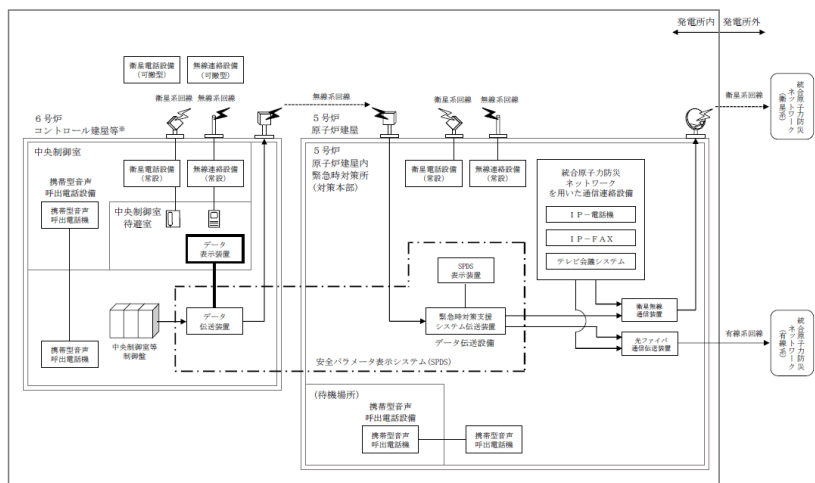 発電所内
発電所外
衛星電話設備
(可搬型)
無線連絡設備
(可搬型)
衛星系回線
無線系回線
無線系回線
6号炉
コントロール建屋等※
5号炉
原子炉建屋
衛星系回線
無線系回線
衛星系回線
統合原子力防災
ネットワーク
(衛星系)
中央制御室
衛星電話設備
(常設)
無線連絡設備
(常設)
携帯型音声
呼出電話設備
携帯型音声
呼出電話機
中央制御室
待避室
データ
表示装置
中央制御室等
制御盤
データ
伝送装置
携帯型音声
呼出電話機
5号炉
原子炉建屋内
緊急時対策所
(対策本部)
衛星電話設備
(常設)
無線連絡設備
(常設)
統合原子力防災
ネットワーク
を用いた通信連絡設備
IP-電話機
IP-FAX
テレビ会議システム
SPDS
表示装置
緊急時対策支援
システム伝送装置
データ伝送設備
安全パラメータ表示システム(SPDS)
衛星無線
通信装置
光ファイバ
通信伝送装置
有線系回線
統合原子力防災
ネットワーク
(有線系)
(待機場所)
携帯型音声
呼出電話設備
携帯型音声
呼出電話機
携帯型音声
呼出電話機